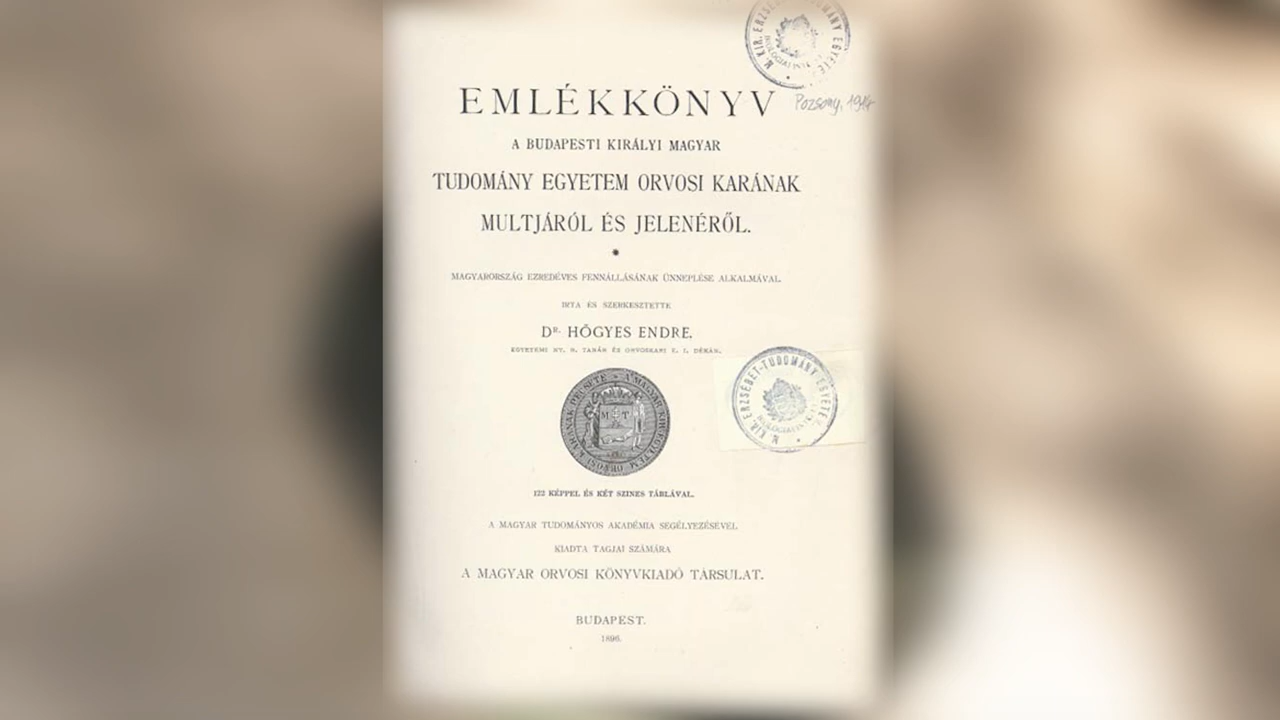 EMLÉKKÖNYV
Pozsony, 1914
A BUDAPESTI KIRÁLYI MAGYAR
TUDOMÁNY EGYETEM ORVOSI KARÁNAK
MULTJÁRÓL ÉS JELENÉRŐL.
MAGYARORSZÁG EZREDÉVES FENNÁLLÁSÁNAK ÜNNEPLÉSE ALKALMÁVAL.
IRTA ÉS SZERKESZTETTE
DR. HŐGYES ENDRE,
EGYETEMI NY. R. TANÁR ÉS ORVOSKARI E. I. DÉKÁN.
M. KIR. ERZSÉBET-TUDOMÁNY EGYETEM
M T
122 KÉPPEL ÉS KÉT SZINES TÁBLÁVAL.
A MAGYAR TUDOMÁNYOS AKADÉMIA SEGÉLYEZÉSÉVEL
KIADTA TAGJAI SZÁMÁRA
A MAGYAR ORVOSI KÖNYVKIADÓ TÁRSULAT.
BUDAPEST.
1896.